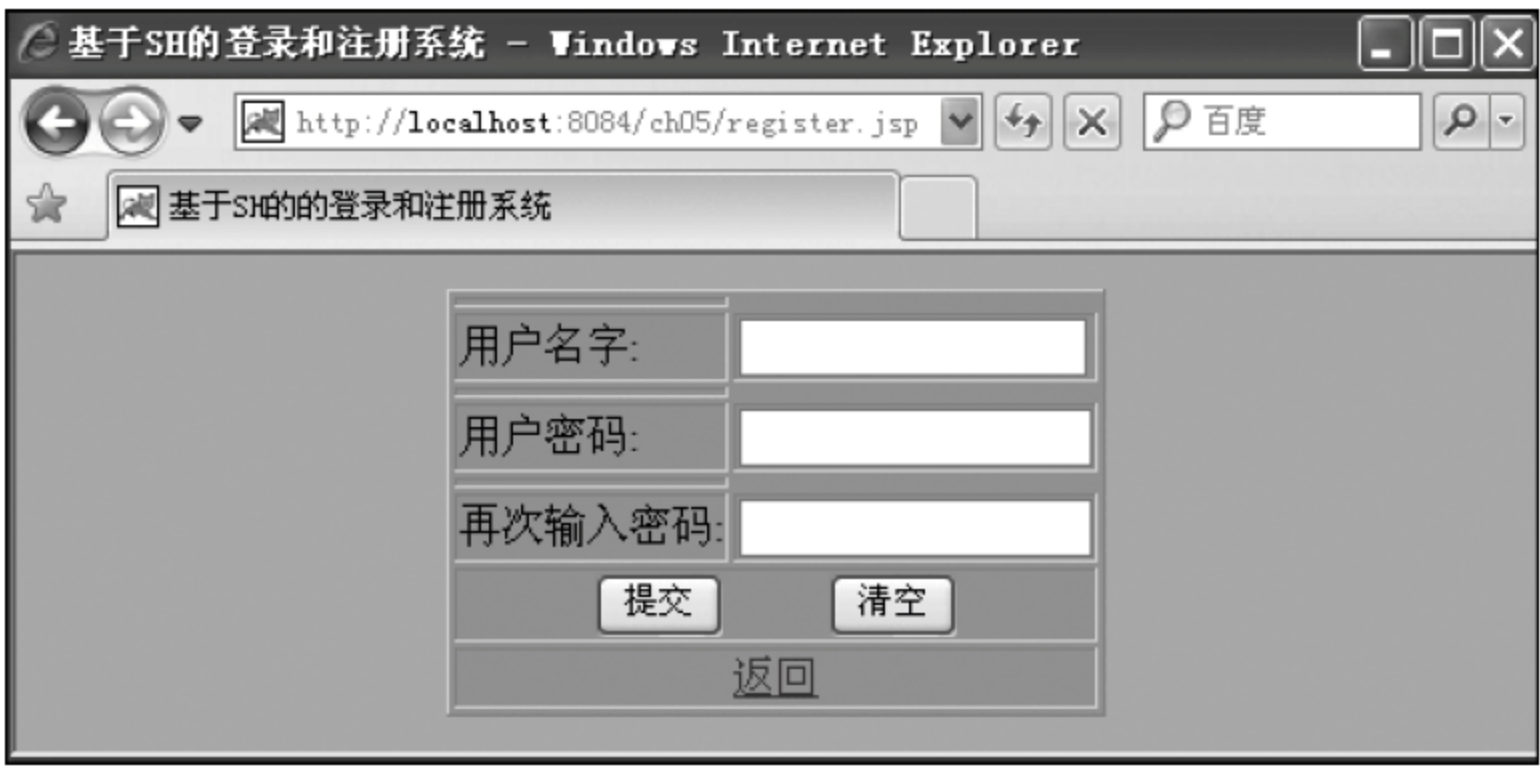 基于SH的登录和注册系统 - Windows Internet Explorer
http://localhost:8084/ch05/register.jsp
百度
基于SH的的登录和注册系统
用户名字:
用户密码:
再次输入密码:
提交 清空
返回